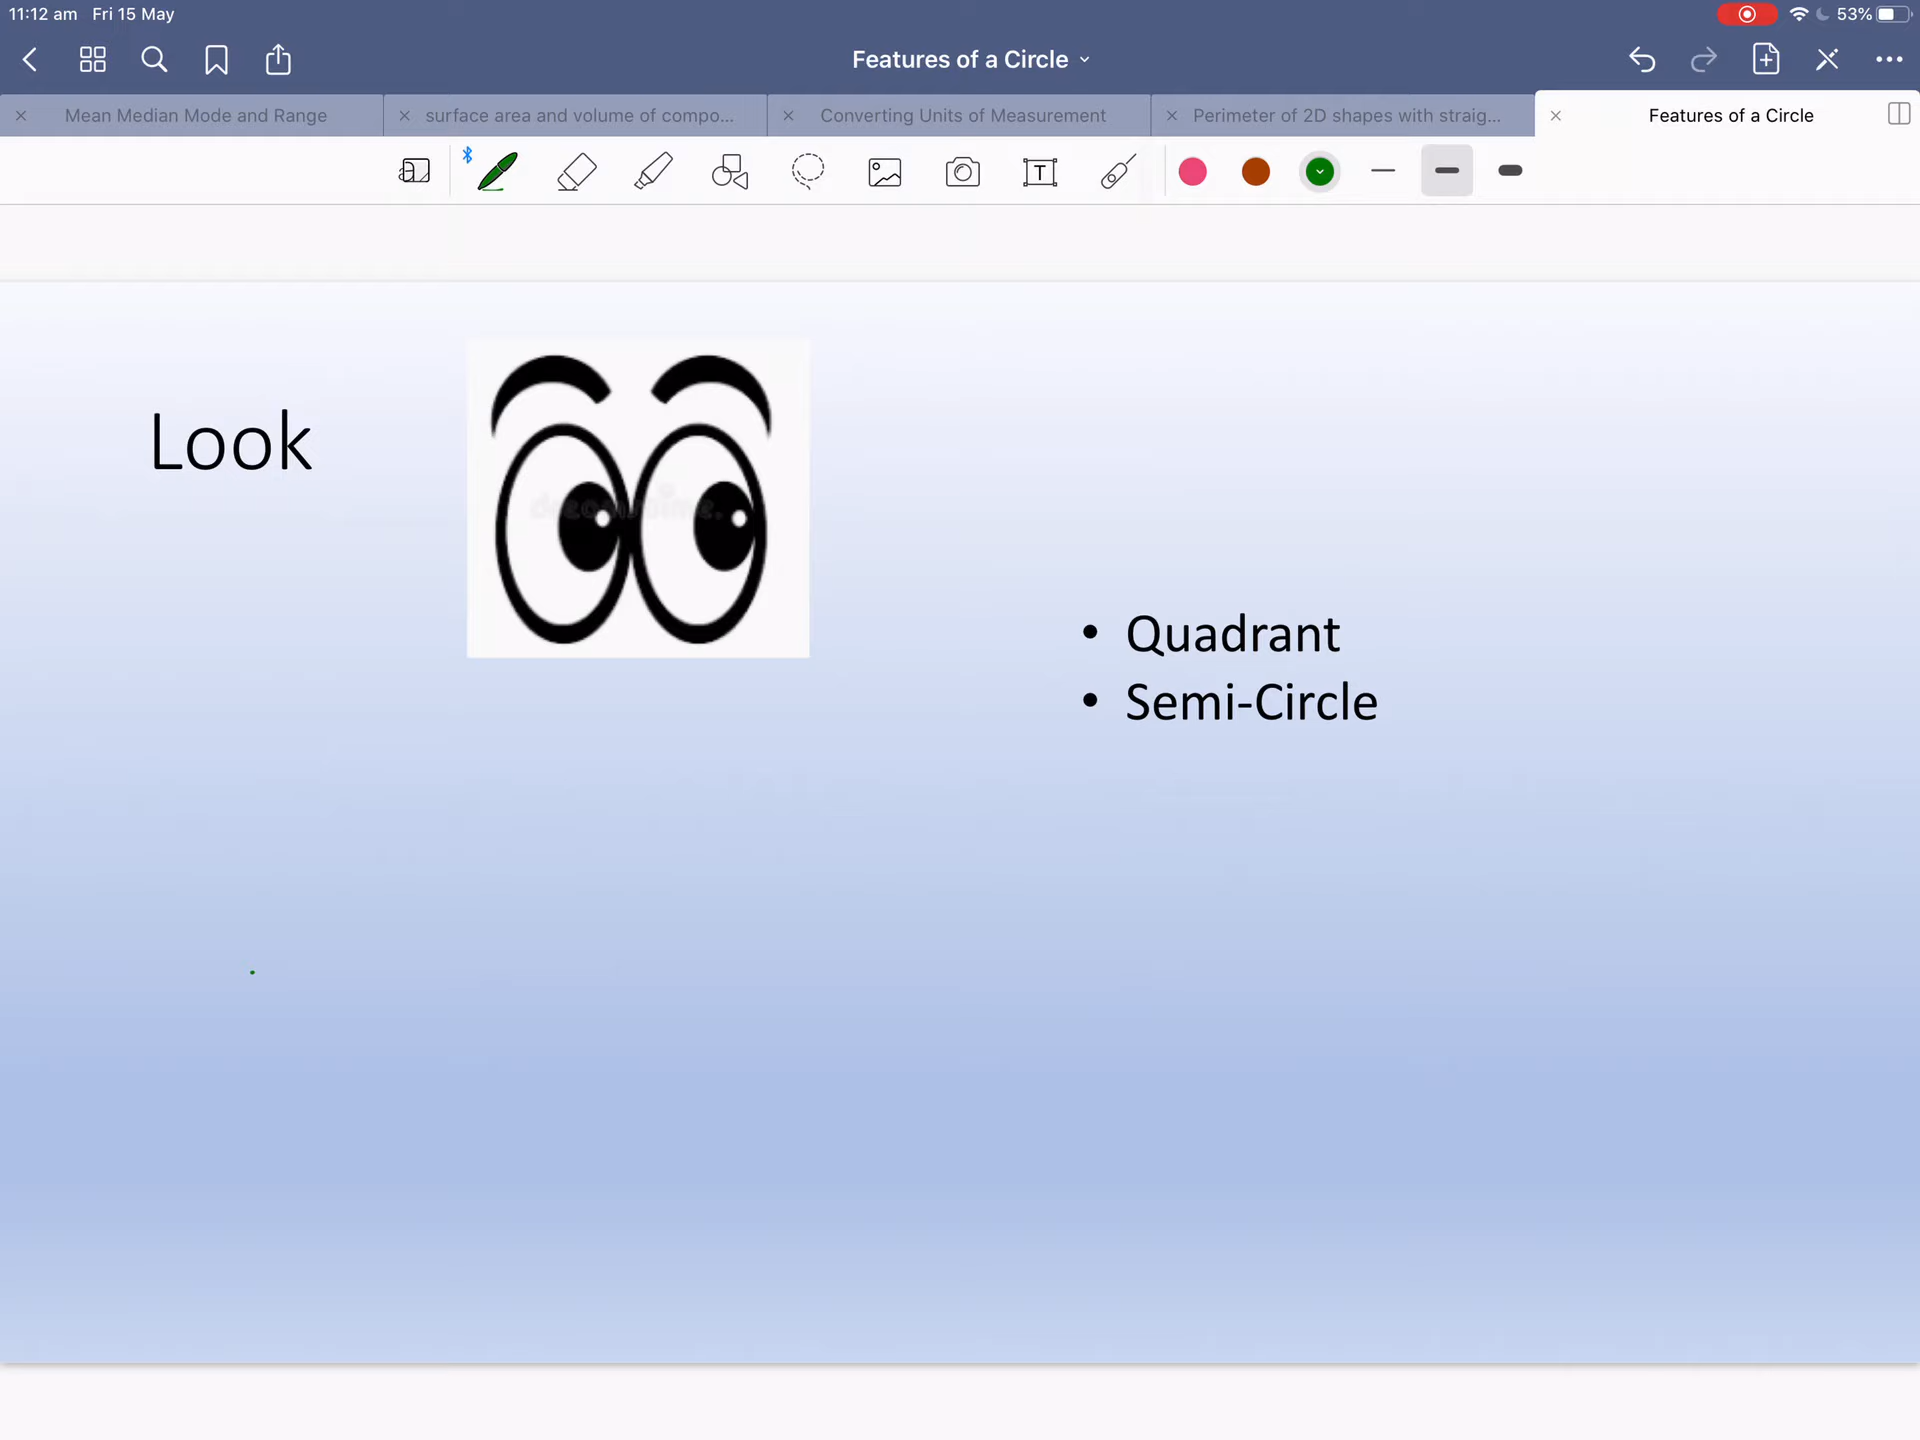 11:12 am Fri 15 May
53%
Features of a Circle
Mean Median Mode and Range
surface area and volume of compo...
Converting Units of Measurement
Perimeter of 2D shapes with straig...
Features of a Circle
Look
dreamstime.
• Quadrant
• Semi-Circle